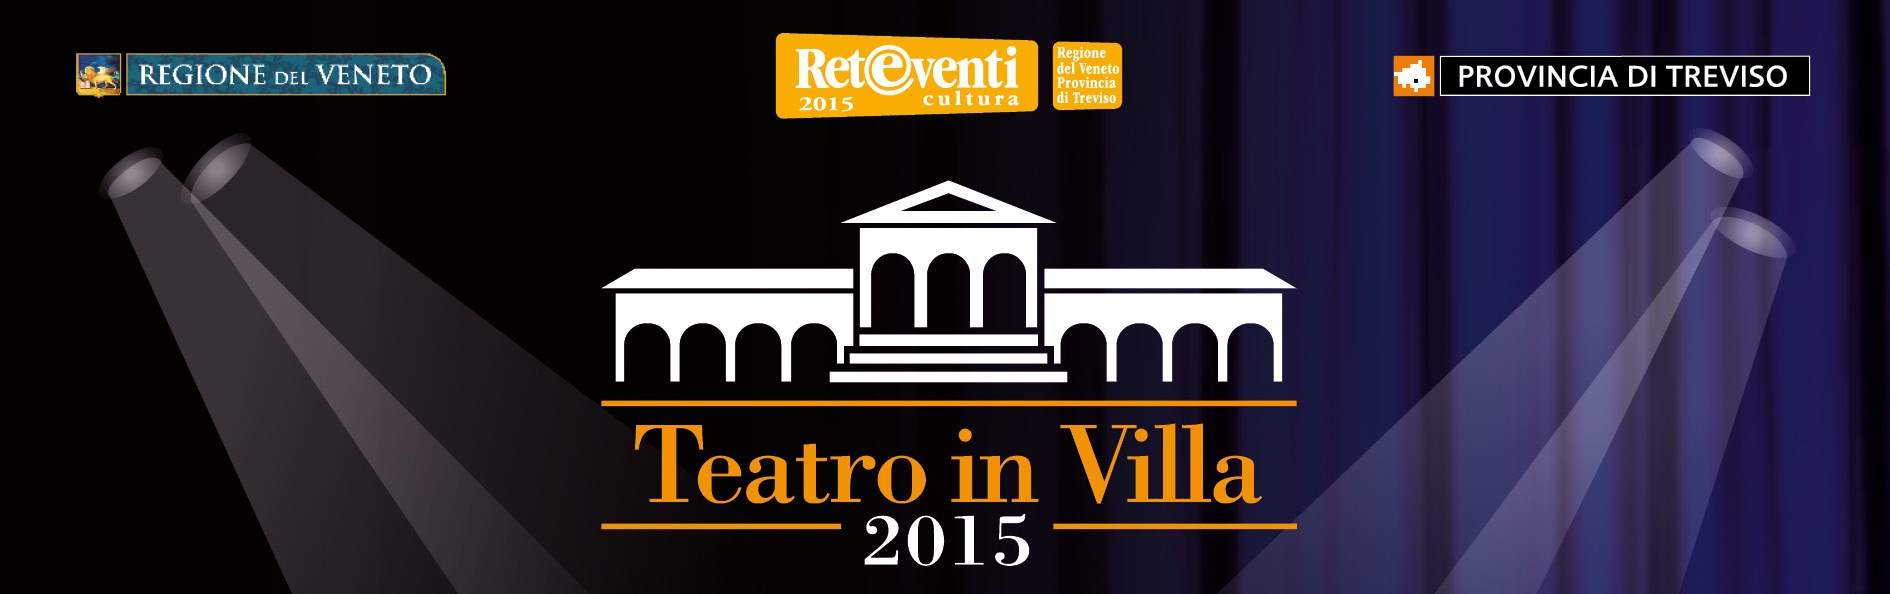 REGIONE DEL VENETO
Reteventi
2015 cultura
Regione
del Veneto
Provincia
di Treviso
PROVINCIA DI TREVISO
Teatro in Villa
2015